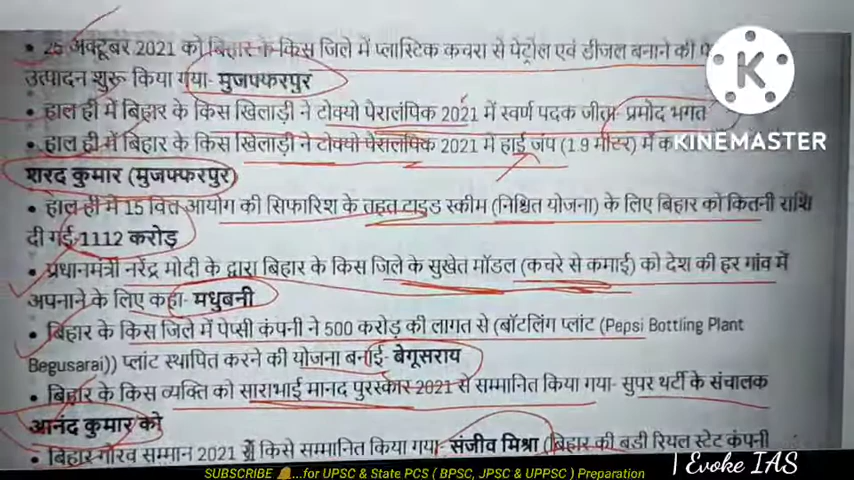 • 25 अक्टूबर 2021 को बिहार के किस जिले में प्लास्टिक कचरा से पेट्रोल एवं डीजल बनाने की
उत्पादन शुरू किया गया- मुजफ्फरपुर
• हाल ही में बिहार के किस खिलाड़ी ने टोक्यो पैरालंपिक 2021 में स्वर्ण पदक जीता- प्रमोद भगत
• हाल ही में बिहार के किस खिलाड़ी ने टोक्यो पैरालंपिक 2021 में हाई जंप (1.9 मीटर) में
शरद कुमार (मुजफ्फरपुर)
• हाल ही में 15 वित आयोग की सिफारिश के तहत टाइड स्कीम (निश्चित योजना) के लिए बिहार को कितनी राशि
दी गई-1112 करोड़
• प्रधानमंत्री नरेंद्र मोदी के द्वारा बिहार के किस जिले के सुखेत मॉडल (कचरे से कमाई) को देश की हर गांव में
अपनाने के लिए कहा- मधुबनी
• बिहार के किस जिले में पेप्सी कंपनी ने 500 करोड़ की लागत से (बॉटलिंग प्लांट (Pepsi Bottling Plant
Begusarai)) प्लांट स्थापित करने की योजना बनाई- बेगूसराय
• बिहार के किस व्यक्ति को साराभाई मानद पुरस्कार 2021 से सम्मानित किया गया- सुपर थर्टी के संचालक
आनंद कुमार को
• बिहार गौरव सम्मान 2021 से किसे सम्मानित किया गया- संजीव मिश्रा (बिहार की बडी रियल स्टेट कंपनी
K
KINEMASTER
Evoke IAS
SUBSCRIBE 🔔...for UPSC & State PCS ( BPSC, JPSC & UPPSC ) Preparation